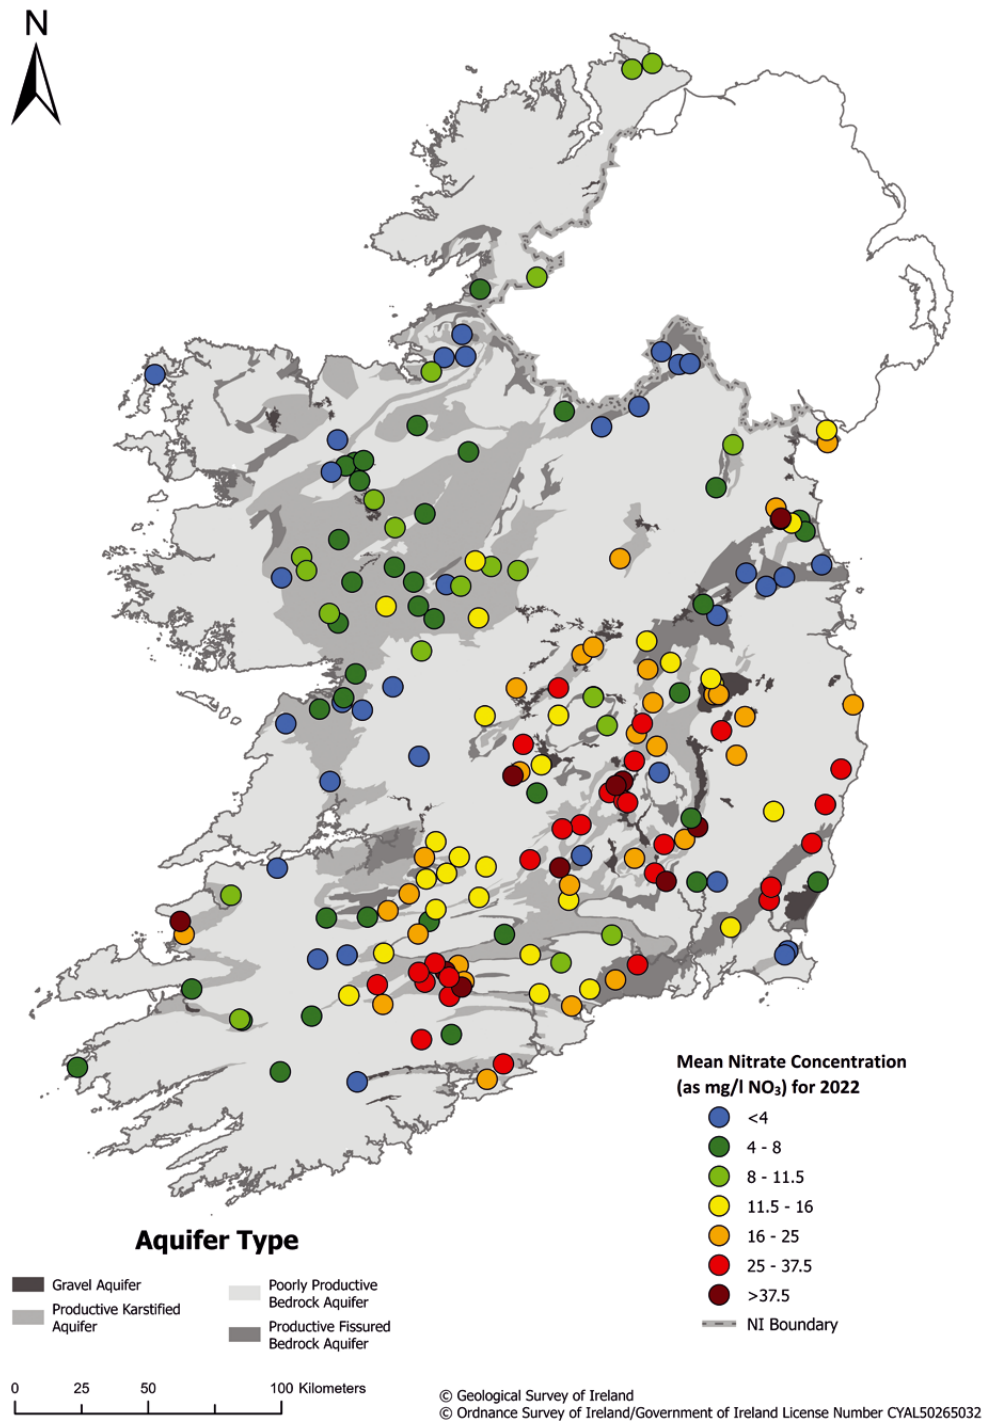 N
Mean Nitrate Concentration
(as mg/l NO₃) for 2022
<4
4 - 8
8 - 11.5
11.5 - 16
16 - 25
25 - 37.5
>37.5
NI Boundary
Aquifer Type
Gravel Aquifer
Productive Karstified
Aquifer
Poorly Productive
Bedrock Aquifer
Productive Fissured
Bedrock Aquifer
0 25 50 100 Kilometers
© Geological Survey of Ireland
© Ordnance Survey of Ireland/Government of Ireland License Number CYAL50265032